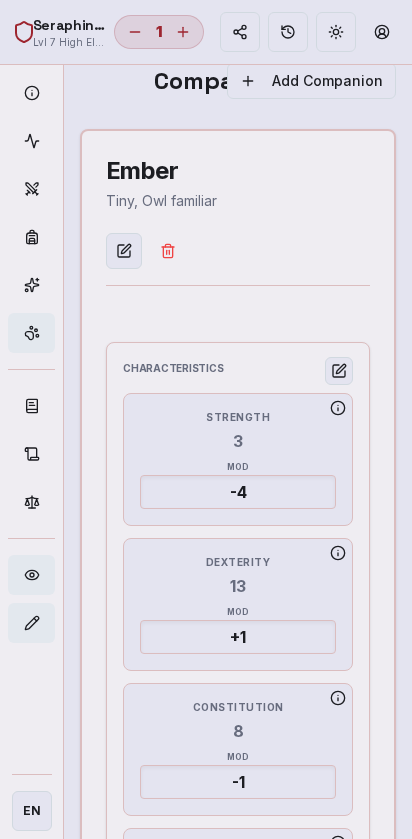 Seraphin...
Lvl 7 High El...
1
Compa
Add Companion
Ember
Tiny, Owl familiar
CHARACTERISTICS
STRENGTH
3
MOD
-4
DEXTERITY
13
MOD
+1
CONSTITUTION
8
MOD
-1
EN